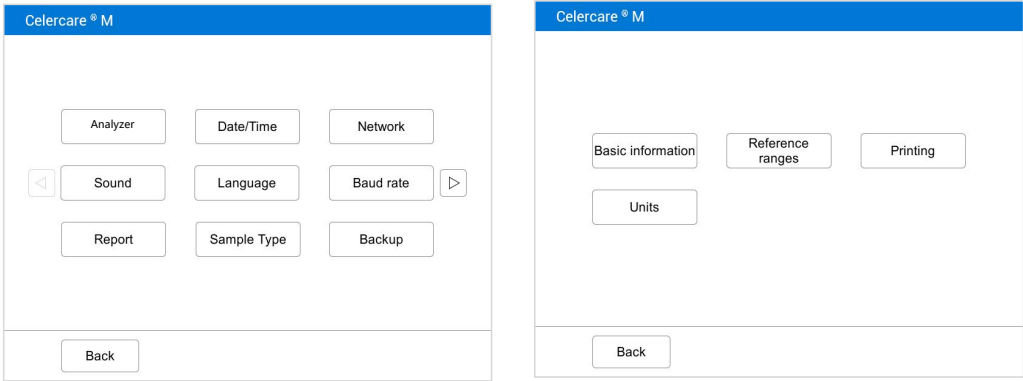 Celercare ® M
Analyzer
Date/Time
Network
Sound
Language
Baud rate
Report
Sample Type
Backup
Back
Celercare ® M
Basic information
Reference
ranges
Printing
Units
Back